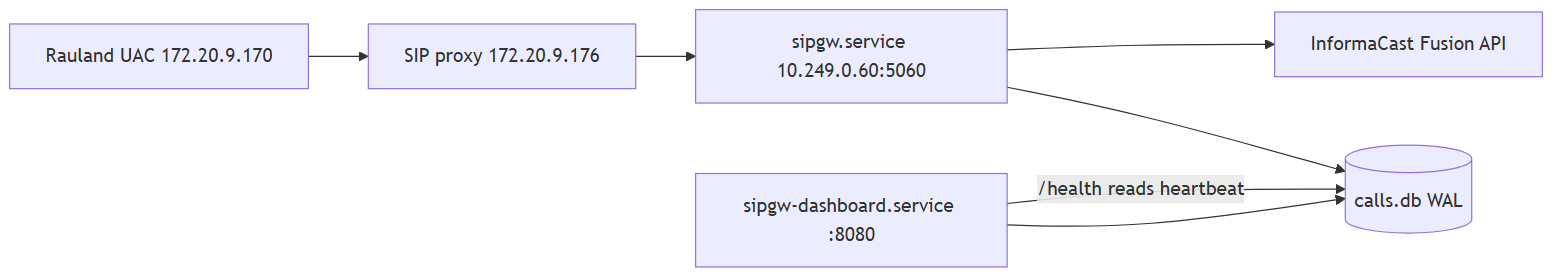 Rauland UAC 172.20.9.170
SIP proxy 172.20.9.176
sipgw.service
10.249.0.60:5060
InformaCast Fusion API
sipgw-dashboard.service
:8080
/health reads heartbeat
calls.db WAL